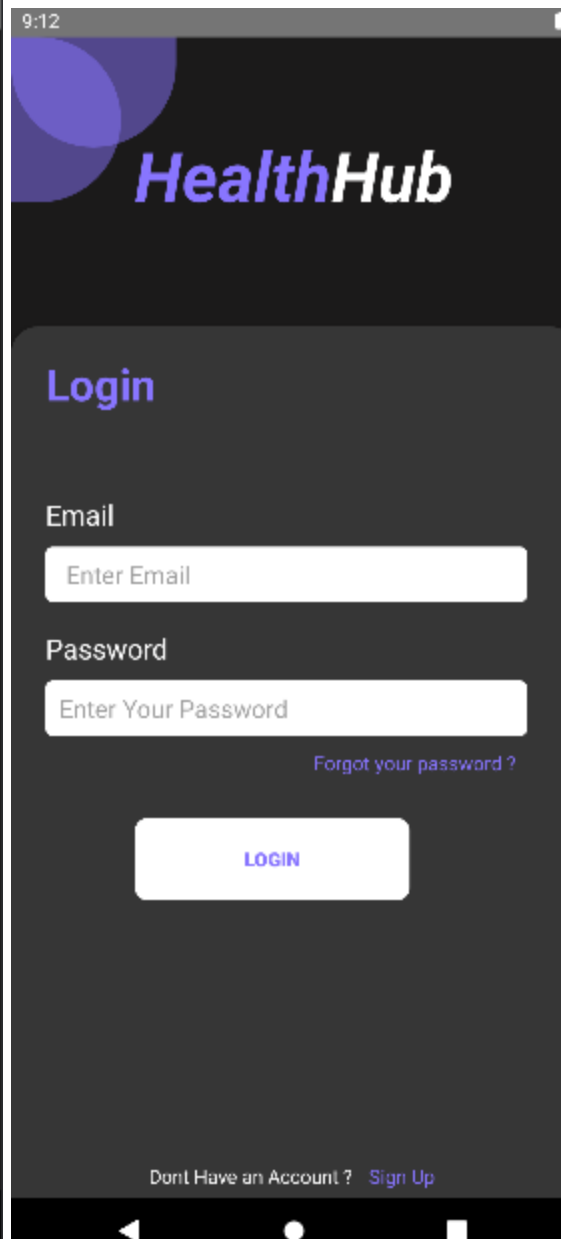 9:12
HealthHub
Login
Email
Enter Email
Password
Enter Your Password
Forgot your password ?
LOGIN
Dont Have an Account ? Sign Up